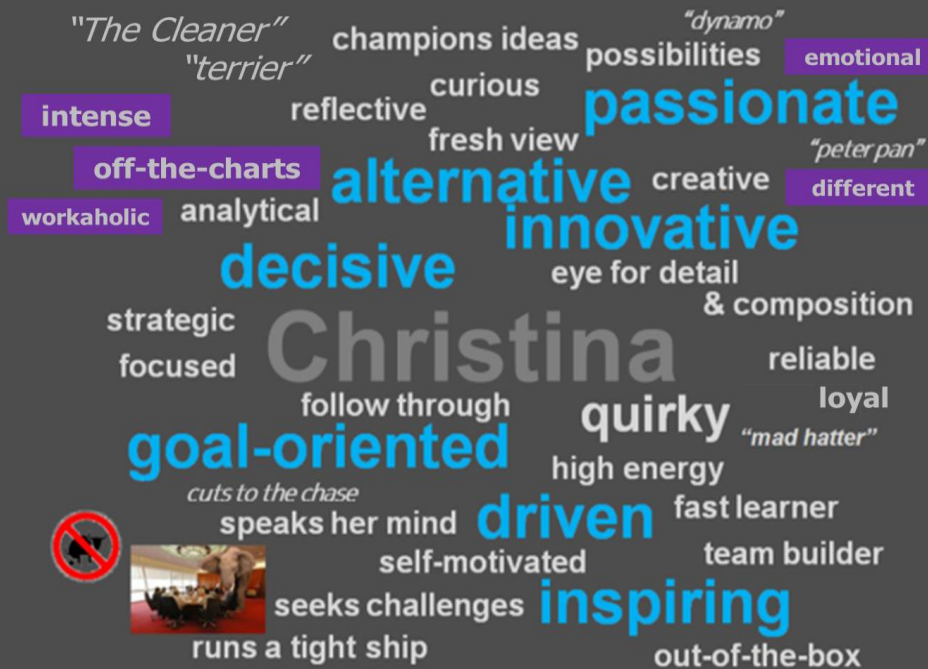 “The Cleaner”
“terrier”
champions ideas
“dynamo”
possibilities
emotional
curious
passionate
intense
reflective
fresh view
“peter pan”
off-the-charts
alternative
creative
different
workaholic
analytical
innovative
decisive
eye for detail
& composition
strategic
Christina
focused
reliable
loyal
follow through
quirky
“mad hatter”
goal-oriented
high energy
cuts to the chase
speaks her mind
driven
fast learner
self-motivated
team builder
seeks challenges
inspiring
runs a tight ship
out-of-the-box